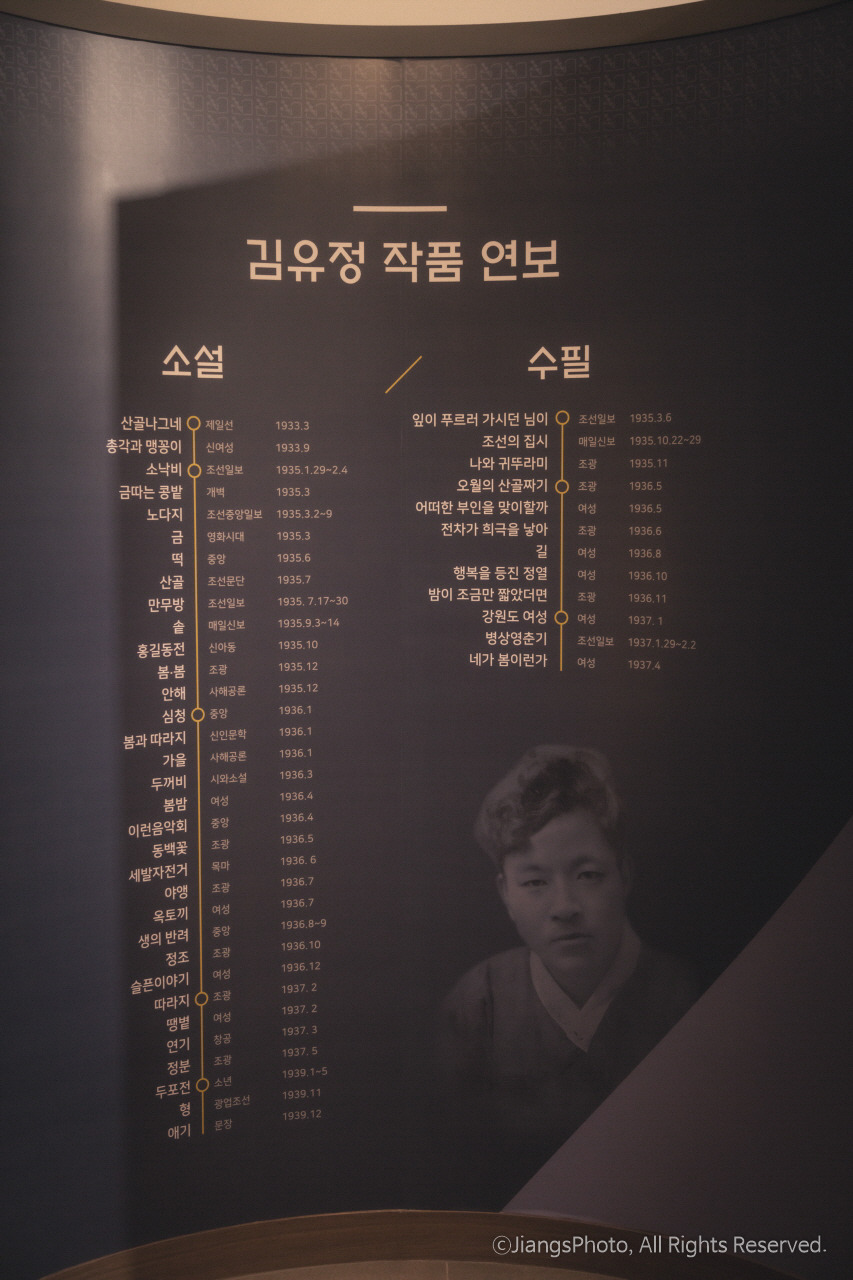 김유정 작품 연보
소설
산골나그네 제일선 1933.3
총각과 맹꽁이 신여성 1933.9
소낙비 조선일보 1935.1.29~2.4
금따는 콩밭 개벽 1935.3
노다지 조선중앙일보 1935.3.2~9
금 영화시대 1935.3
떡 중앙 1935.6
산골 조선문단 1935.7
만무방 조선일보 1935. 7.17~30
솥 매일신보 1935.9.3~14
홍길동전 신아동 1935.10
봄·봄 조광 1935.12
안해 사해공론 1935.12
심청 중앙 1936.1
봄과 따라지 신인문학 1936.1
가을 사해공론 1936.1
두꺼비 시와소설 1936.3
봄밤 여성 1936.4
이런음악회 중앙 1936.4
동백꽃 조광 1936.5
세발자전거 목마 1936. 6
야앵 조광 1936.7
옥토끼 여성 1936.7
생의 반려 중앙 1936.8~9
정조 조광 1936.10
슬픈이야기 여성 1936.12
따라지 조광 1937. 2
땡볕 여성 1937. 2
연기 창공 1937. 3
정분 조광 1937. 5
두포전 소년 1939.1~5
형 광업조선 1939.11
애기 문장 1939.12
수필
잎이 푸르러 가시던 님이 조선일보 1935.3.6
조선의 집시 매일신보 1935.10.22~29
나와 귀뚜라미 조광 1935.11
오월의 산골짜기 조광 1936.5
어떠한 부인을 맞이할까 여성 1936.5
전차가 희극을 낳아 조광 1936.6
길 여성 1936.8
행복을 등진 정열 여성 1936.10
밤이 조금만 짧았더면 조광 1936.11
강원도 여성 여성 1937. 1
병상영춘기 조선일보 1937.1.29~2.2
네가 봄이런가 여성 1937.4
©JiangsPhoto, All Rights Reserved.